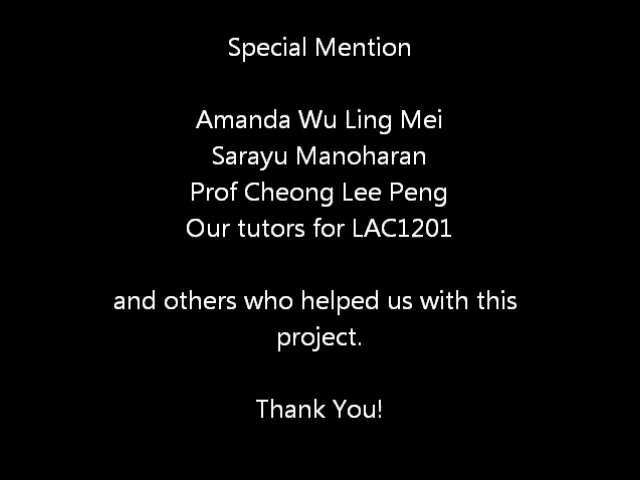 Special Mention
Amanda Wu Ling Mei
Sarayu Manoharan
Prof Cheong Lee Peng
Our tutors for LAC1201
and others who helped us with this
project.
Thank You!